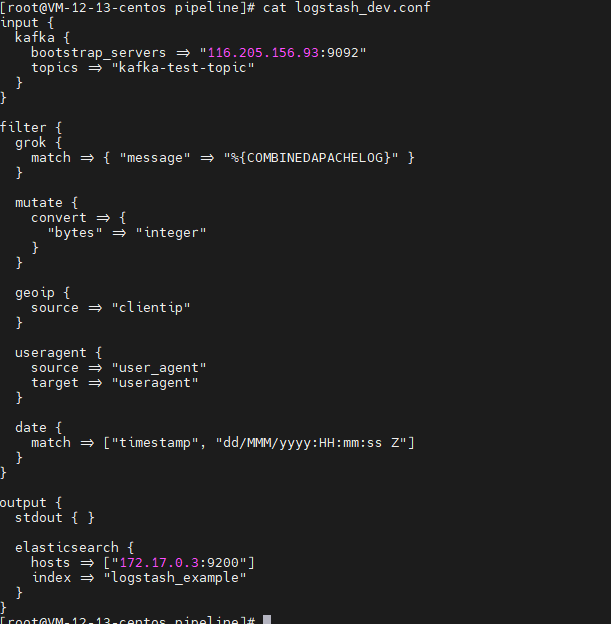 [root@VM-12-13-centos pipeline]# cat logstash_dev.conf
input {
  kafka {
    bootstrap_servers => "116.205.156.93:9092"
    topics => "kafka-test-topic"
  }
}

filter {
  grok {
    match => { "message" => "%{COMBINEDAPACHELOG}" }
  }

  mutate {
    convert => {
      "bytes" => "integer"
    }
  }

  geoip {
    source => "clientip"
  }

  useragent {
    source => "user_agent"
    target => "useragent"
  }

  date {
    match => ["timestamp", "dd/MMM/yyyy:HH:mm:ss Z"]
  }
}

output {
  stdout { }

  elasticsearch {
    hosts => ["172.17.0.3:9200"]
    index => "logstash_example"
  }
}
[root@VM-12-13-centos pipeline]#